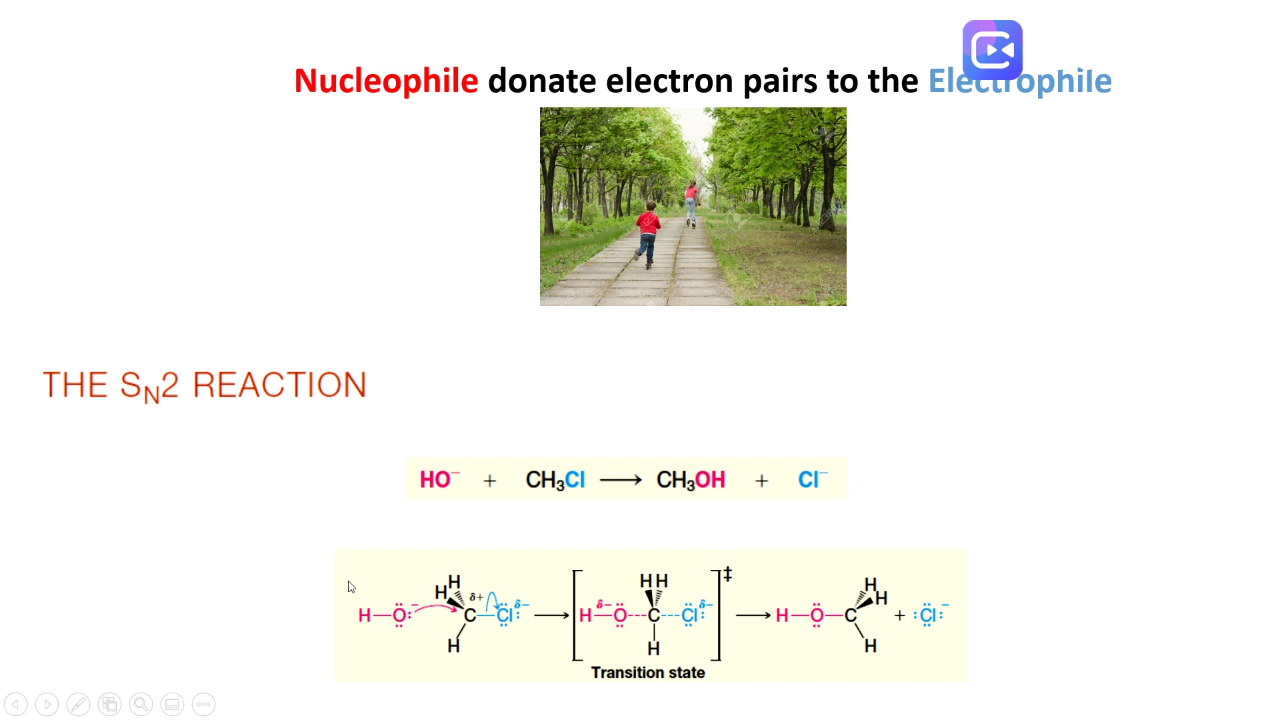 Nucleophile donate electron pairs to the Electrophile
THE SN2 REACTION
HO⁻ + CH₃Cl ⟶ CH₃OH + Cl⁻
H H H H H
H δ+ δ− δ− δ− ‡ H
H—Ö:⁻ C—Cl: ⟶ [H—O---C---Cl:] ⟶ H—O—C + :Cl:⁻
H H H
Transition state